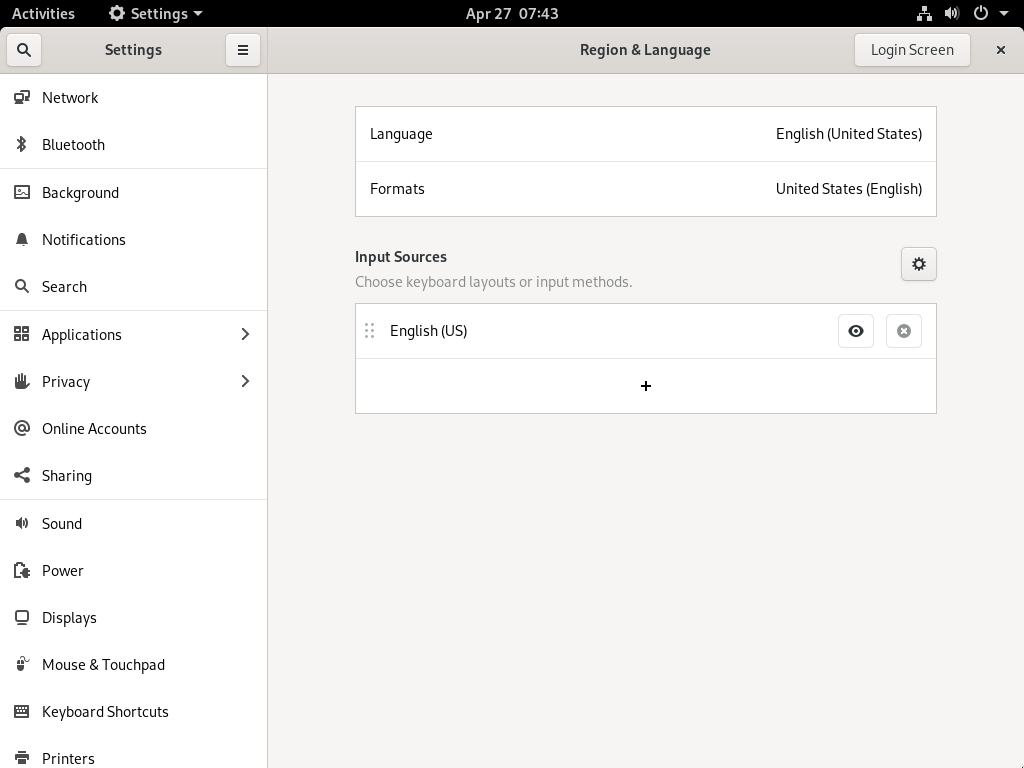 Activities Settings Apr 27 07:43
Settings Region & Language Login Screen
Network
Bluetooth
Background
Notifications
Search
Applications
Privacy
Online Accounts
Sharing
Sound
Power
Displays
Mouse & Touchpad
Keyboard Shortcuts
Printers
Language English (United States)
Formats United States (English)
Input Sources
Choose keyboard layouts or input methods.
English (US)